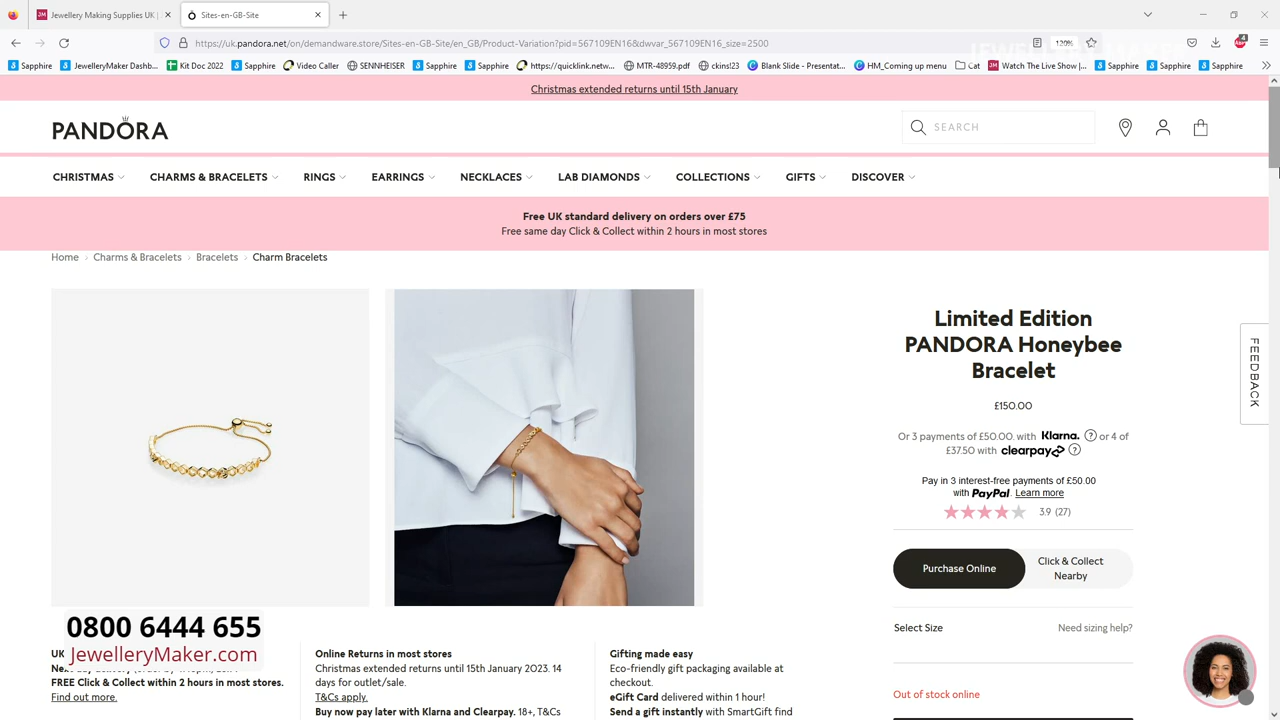 Jewellery Making Supplies UK |
Sites-en-GB-Site
https://uk.pandora.net/on/demandware.store/Sites-en-GB-Site/en_GB/Product-Variation?pid=567109EN16&dwvar_567109EN16_size=2500
120%
Sapphire
JewelleryMaker Dashb...
Kit Doc 2022
Sapphire
Video Caller
SENNHEISER
Sapphire
Sapphire
https://quicklink.netw...
MTR-48959.pdf
ckins!23
Blank Slide - Presentat...
HM_Coming up menu
Cat
Watch The Live Show |...
Sapphire
Sapphire
Sapphire
Christmas extended returns until 15th January
PANDORA
SEARCH
CHRISTMAS
CHARMS & BRACELETS
RINGS
EARRINGS
NECKLACES
LAB DIAMONDS
COLLECTIONS
GIFTS
DISCOVER
Free UK standard delivery on orders over £75
Free same day Click & Collect within 2 hours in most stores
Home > Charms & Bracelets > Bracelets > Charm Bracelets
Limited Edition
PANDORA Honeybee
Bracelet
£150.00
Or 3 payments of £50.00 with Klarna. ? or 4 of
£37.50 with clearpay ?
Pay in 3 interest-free payments of £50.00
with PayPal. Learn more
3.9 (27)
Purchase Online
Click & Collect
Nearby
Select Size
Need sizing help?
Out of stock online
FEEDBACK
0800 6444 655
JewelleryMaker.com
UK
FREE Click & Collect within 2 hours in most stores.
Find out more.
Online Returns in most stores
Christmas extended returns until 15th January 2023. 14
days for outlet/sale.
T&Cs apply.
Buy now pay later with Klarna and Clearpay. 18+, T&Cs
Gifting made easy
Eco-friendly gift packaging available at
checkout.
eGift Card delivered within 1 hour!
Send a gift instantly with SmartGift find